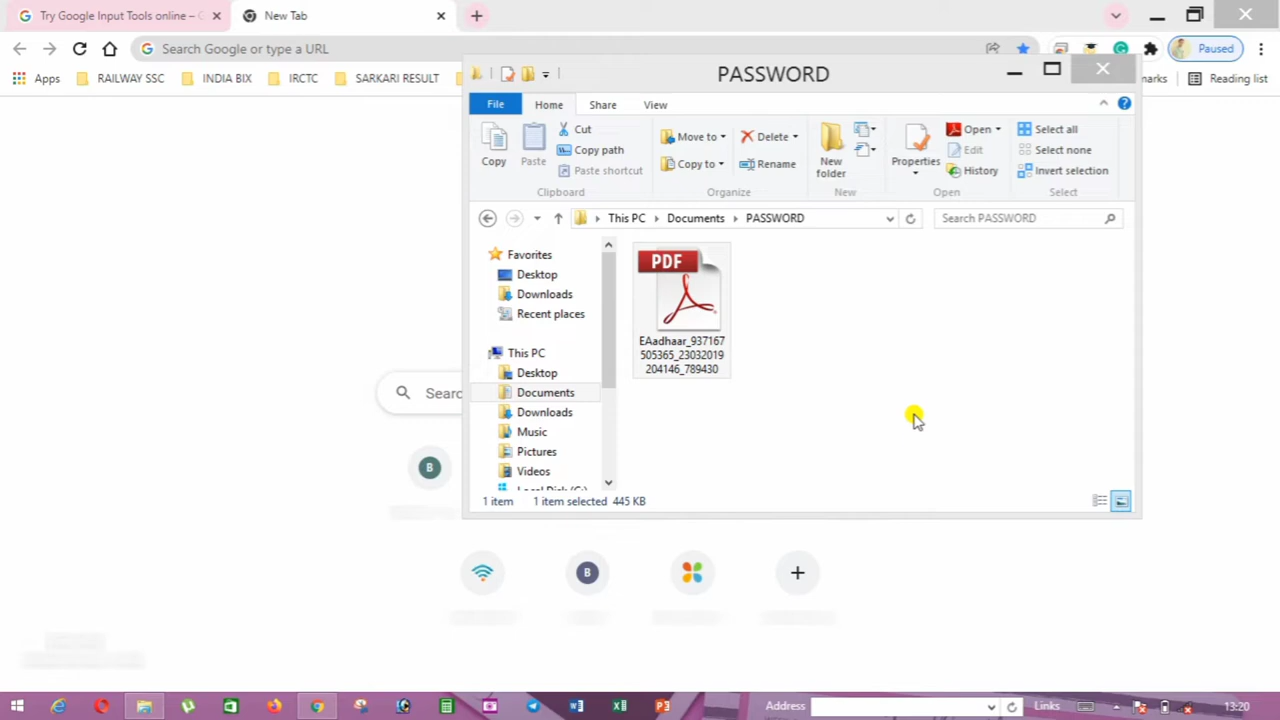 Try Google Input Tools online – G
New Tab
Search Google or type a URL
Paused
Apps
RAILWAY SSC
INDIA BIX
IRCTC
SARKARI RESULT
marks
Reading list
PASSWORD
File
Home
Share
View
Copy
Paste
Cut
Copy path
Paste shortcut
Clipboard
Move to
Copy to
Delete
Rename
Organize
New
folder
New
Properties
Open
Edit
History
Open
Select all
Select none
Invert selection
Select
This PC
Documents
PASSWORD
Search PASSWORD
Favorites
Desktop
Downloads
Recent places
This PC
Desktop
Documents
Downloads
Music
Pictures
Videos
Local Disk (C:)
PDF
EAadhaar_937167
505365_23032019
204146_789430
1 item
1 item selected
445 KB
Sear
B
B
Address
Links
13:20